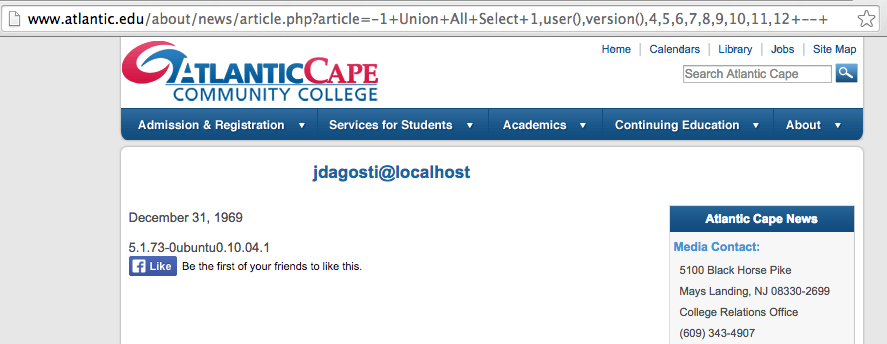 www.atlantic.edu/about/news/article.php?article=-1+Union+All+Select+1,user(),version(),4,5,6,7,8,9,10,11,12+--+
Home | Calendars | Library | Jobs | Site Map
ATLANTICCAPE
COMMUNITY COLLEGE
Search Atlantic Cape
Admission & Registration Services for Students Academics Continuing Education About
jdagosti@localhost
December 31, 1969
5.1.73-0ubuntu0.10.04.1
Like Be the first of your friends to like this.
Atlantic Cape News
Media Contact:
5100 Black Horse Pike
Mays Landing, NJ 08330-2699
College Relations Office
(609) 343-4907